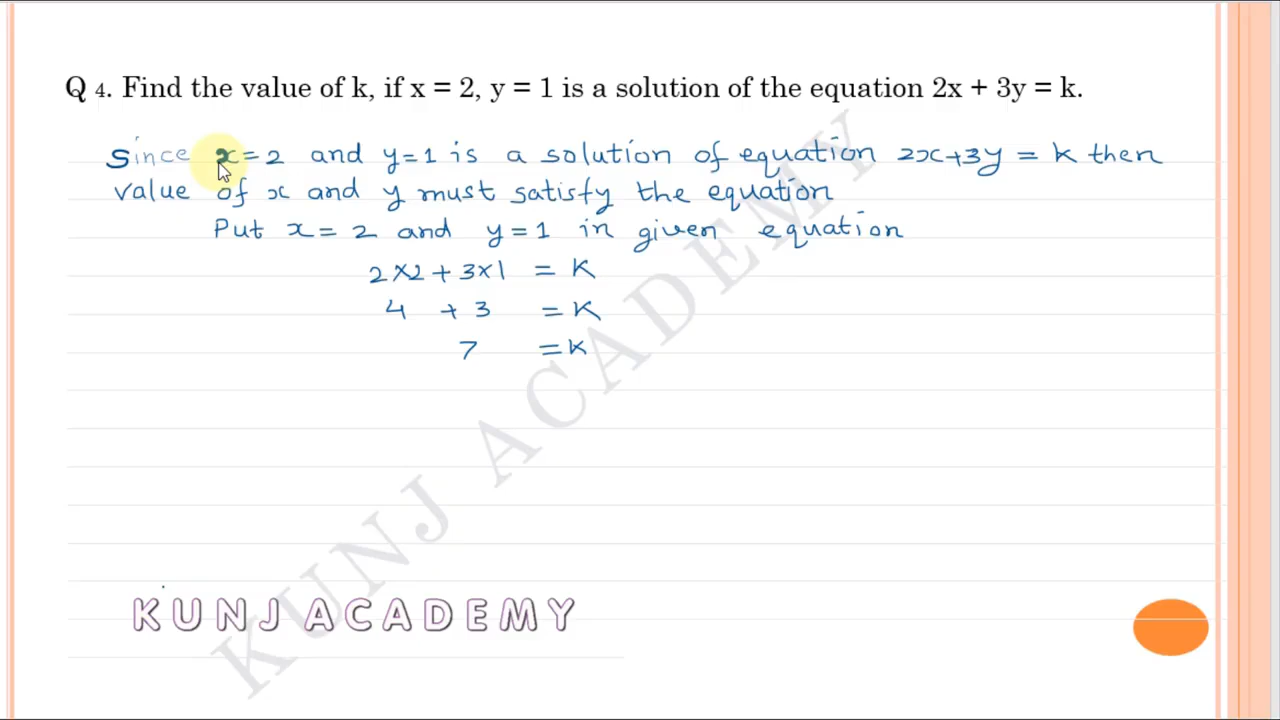 Q 4. Find the value of k, if x = 2, y = 1 is a solution of the equation 2x + 3y = k.
Since x = 2 and y = 1 is a solution of equation 2x + 3y = k then
value of x and y must satisfy the equation
Put x = 2 and y = 1 in given equation
2×2 + 3×1 = K
4 + 3 = K
7 = K
KUNJ ACADEMY
KUNJ ACADEMY